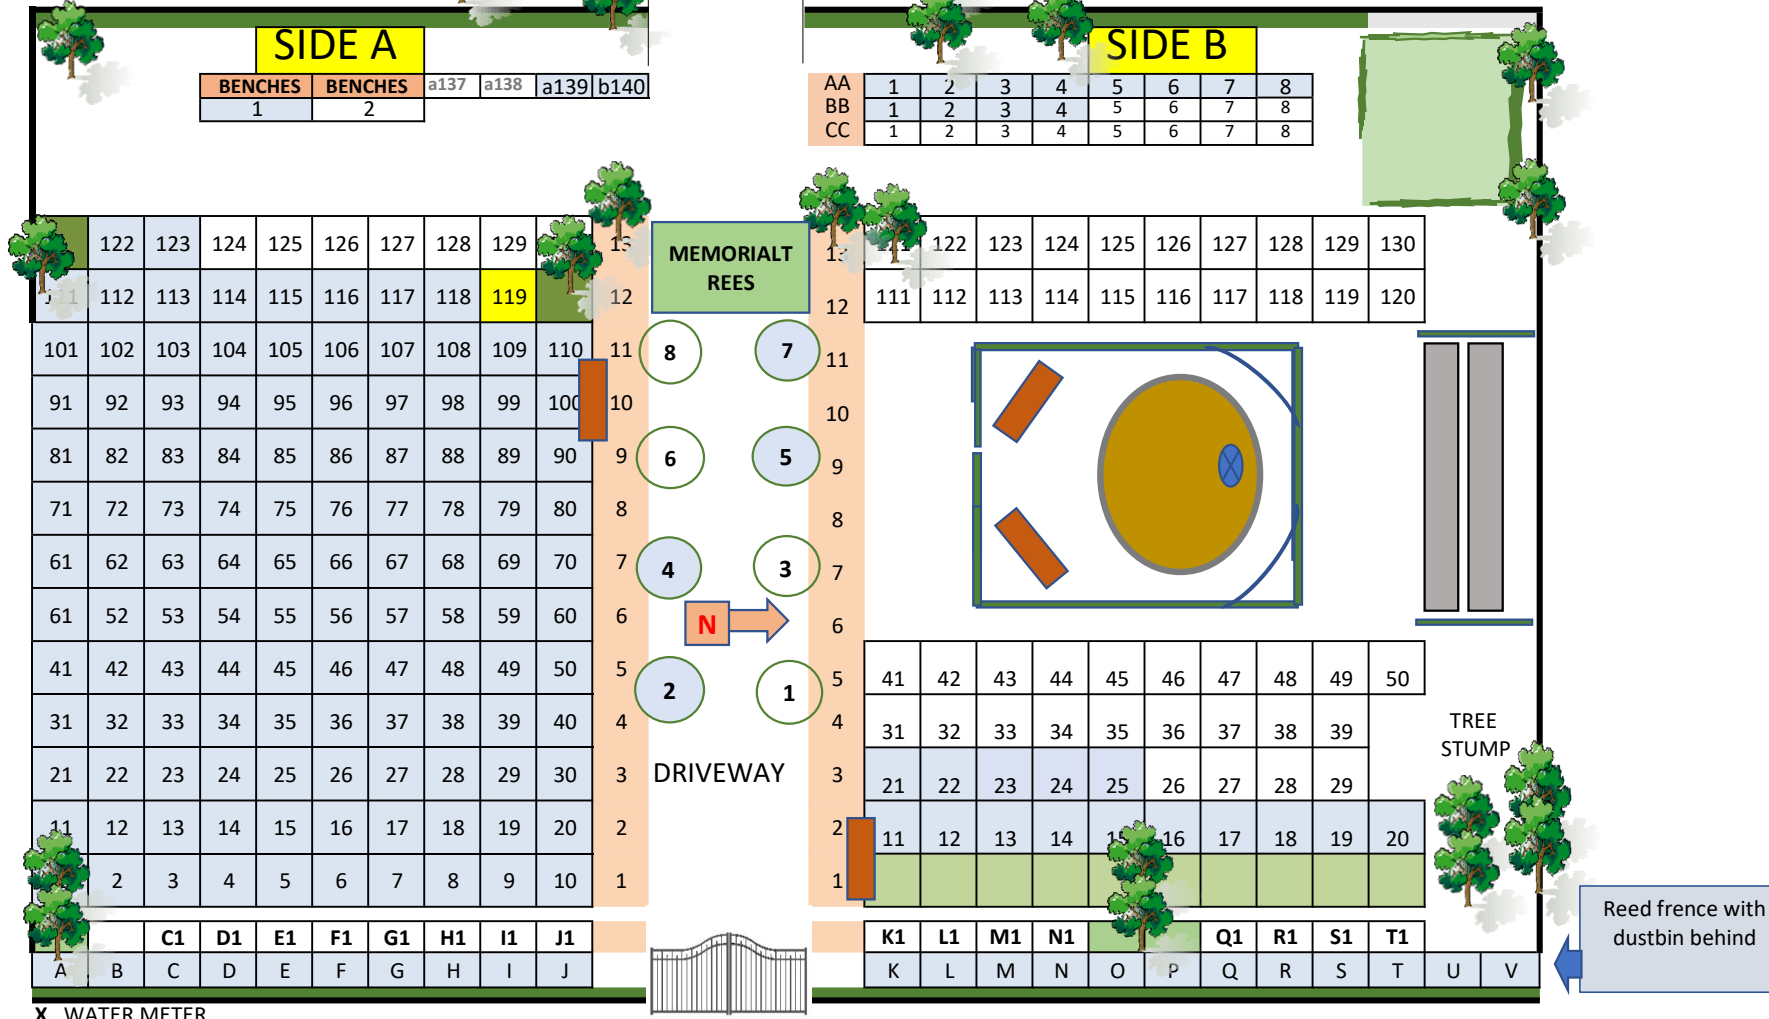 SIDE A SIDE B
BENCHES BENCHES a137 a138 a139 b140
1 2
AA 1 2 3 4 5 6 7 8
BB 1 2 3 4 5 6 7 8
CC 1 2 3 4 5 6 7 8
122 123 124 125 126 127 128 129 13 MEMORIALT 13 122 123 124 125 126 127 128 129 130
REES
112 113 114 115 116 117 118 119 12 12 111 112 113 114 115 116 117 118 119 120
101 102 103 104 105 106 107 108 109 110 11 8 7 11
91 92 93 94 95 96 97 98 99 100 10 10
81 82 83 84 85 86 87 88 89 90 9 6 5 9
71 72 73 74 75 76 77 78 79 80 8 8
61 62 63 64 65 66 67 68 69 70 7 4 3 7
61 52 53 54 55 56 57 58 59 60 6 N 6
41 42 43 44 45 46 47 48 49 50 5 2 1 5 41 42 43 44 45 46 47 48 49 50
31 32 33 34 35 36 37 38 39 40 4 4 31 32 33 34 35 36 37 38 39
TREE
STUMP
21 22 23 24 25 26 27 28 29 30 3 DRIVEWAY 3 21 22 23 24 25 26 27 28 29
11 12 13 14 15 16 17 18 19 20 2 2 11 12 13 14 15 16 17 18 19 20
2 3 4 5 6 7 8 9 10 1 1
Reed frence with
dustbin behind
C1 D1 E1 F1 G1 H1 I1 J1 K1 L1 M1 N1 Q1 R1 S1 T1
A B C D E F G H I J K L M N O P Q R S T U V
X WATER METER